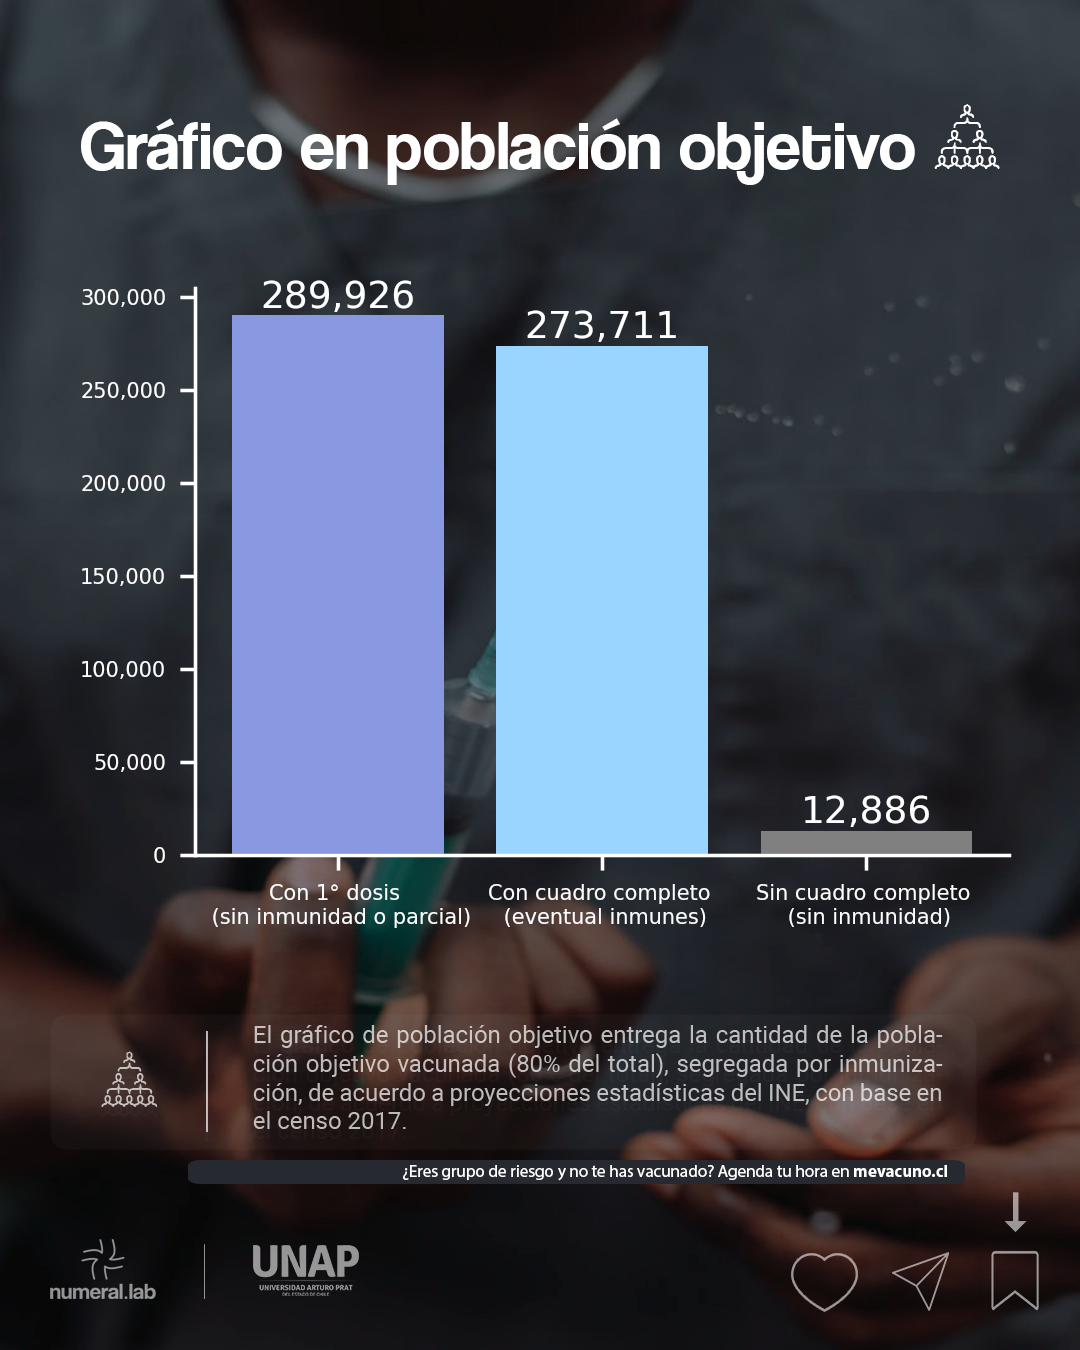 Gráfico en población objetivo
300,000
250,000
200,000
150,000
100,000
50,000
0
289,926
273,711
12,886
Con 1° dosis
(sin inmunidad o parcial)
Con cuadro completo
(eventual inmunes)
Sin cuadro completo
(sin inmunidad)
El gráfico de población objetivo entrega la cantidad de la pobla-
ción objetivo vacunada (80% del total), segregada por inmuniza-
ción, de acuerdo a proyecciones estadísticas del INE, con base en
el censo 2017.
¿Eres grupo de riesgo y no te has vacunado? Agenda tu hora en mevacuno.cl
numeral.lab
UNAP
UNIVERSIDAD ARTURO PRAT
DEL ESTADO DE CHILE